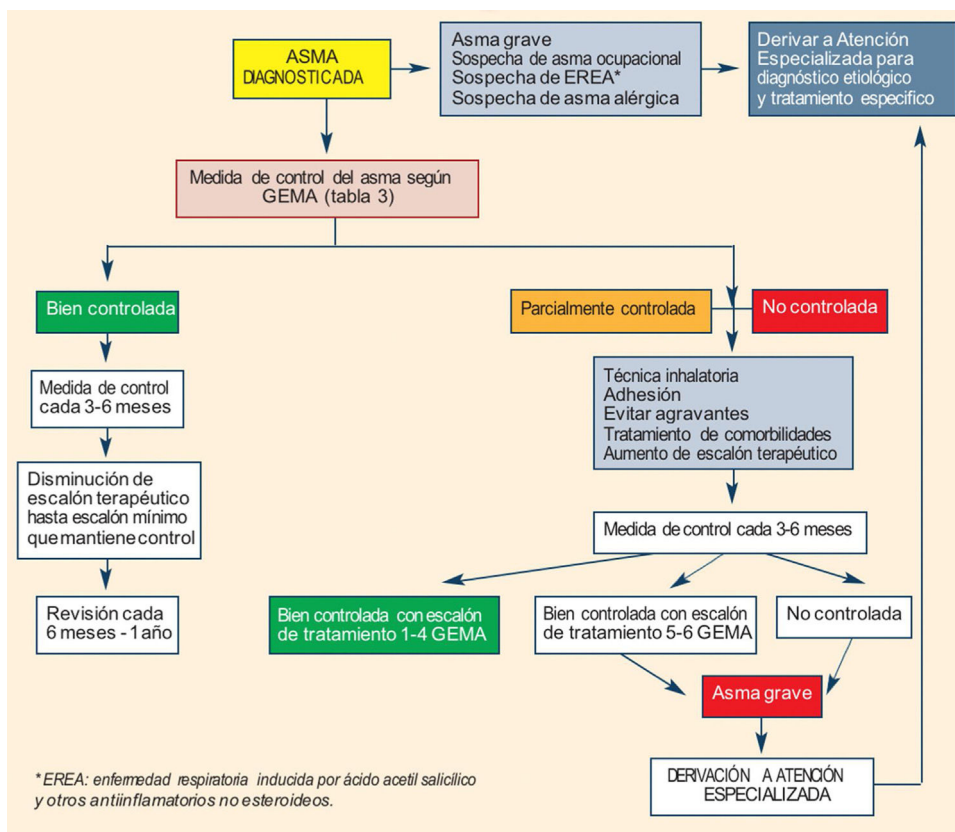 ASMA
DIAGNOSTICADA
Asma grave
Sospecha de asma ocupacional
Sospecha de EREA*
Sospecha de asma alérgica
Derivar a Atención
Especializada para
diagnóstico etiológico
y tratamiento especifico
Medida de control del asma según
GEMA (tabla 3)
Bien controlada
Parcialmente controlada
No controlada
Medida de control
cada 3-6 meses
Técnica inhalatoria
Adhesión
Evitar agravantes
Tratamiento de comorbilidades
Aumento de escalón terapéutico
Disminución de
escalón terapéutico
hasta escalón mínimo
que mantiene control
Medida de control cada 3-6 meses
Revisión cada
6 meses - 1 año
Bien controlada con escalón
de tratamiento 1-4 GEMA
Bien controlada con escalón
de tratamiento 5-6 GEMA
No controlada
Asma grave
DERIVACIÓN A ATENCIÓN
ESPECIALIZADA
*EREA: enfermedad respiratoria inducida por ácido acetil salicílico
y otros antiinflamatorios no esteroideos.